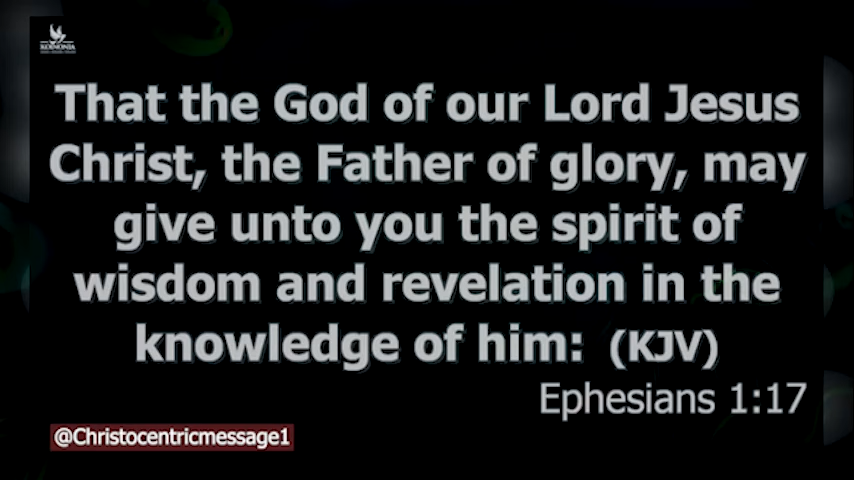 KOINONIA
That the God of our Lord Jesus
Christ, the Father of glory, may
give unto you the spirit of
wisdom and revelation in the
knowledge of him: (KJV)
Ephesians 1:17
@Christocentricmessage1